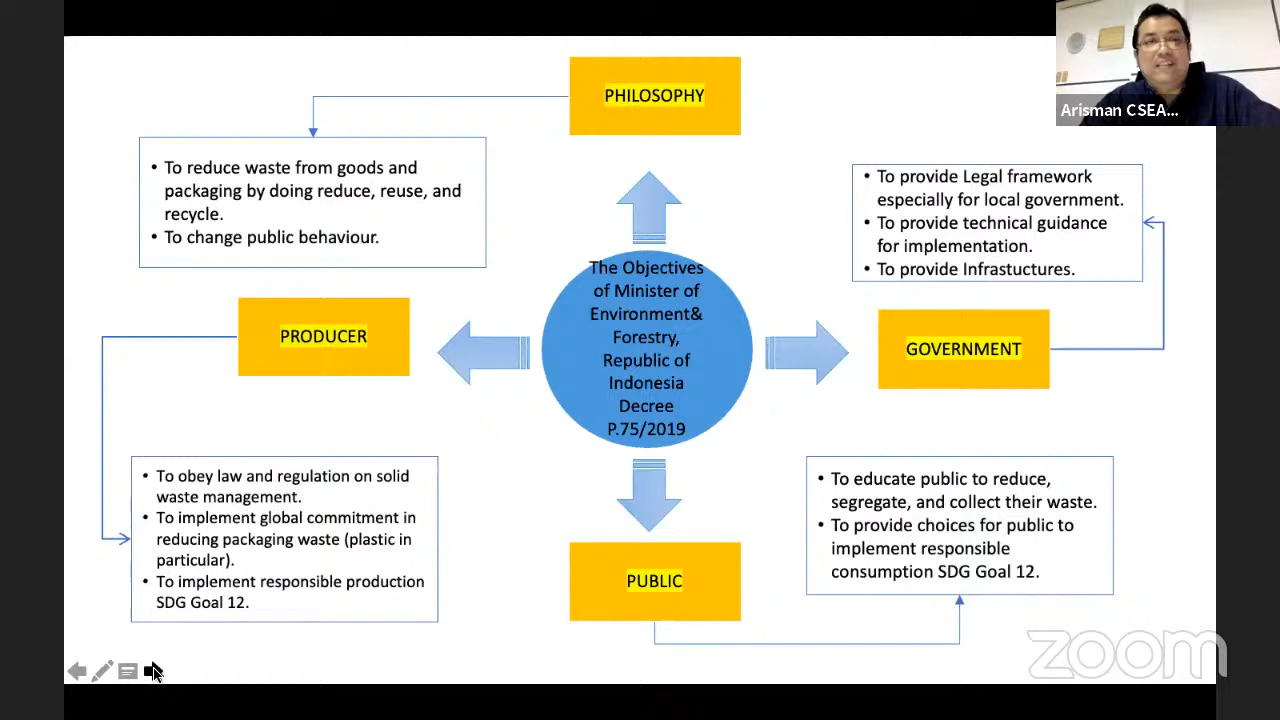 PHILOSOPHY
Arisman CSEA...
• To reduce waste from goods and
packaging by doing reduce, reuse, and
recycle.
• To change public behaviour.
• To provide Legal framework
especially for local government.
• To provide technical guidance
for implementation.
• To provide Infrastuctures.
PRODUCER
The Objectives
of Minister of
Environment&
Forestry,
Republic of
Indonesia
Decree
P.75/2019
GOVERNMENT
• To obey law and regulation on solid
waste management.
• To implement global commitment in
reducing packaging waste (plastic in
particular).
• To implement responsible production
SDG Goal 12.
PUBLIC
• To educate public to reduce,
segregate, and collect their waste.
• To provide choices for public to
implement responsible
consumption SDG Goal 12.
zoom